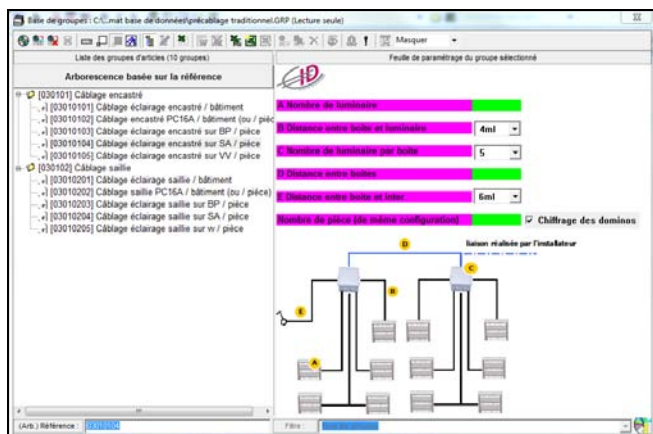 Base de groupes : C:\...mat base de données\précablage traditionnel.GRP (Lecture seule)
Masquer
Liste des groupes d'articles (10 groupes)
Feuille de paramétrage du groupe sélectionné
Arborescence basée sur la référence
[030101] Câblage encastré
[03010101] Câblage éclairage encastré / bâtiment
[03010102] Câblage encastré PC16A / bâtiment (ou / pièc
[03010103] Câblage éclairage encastré sur BP / pièce
[03010104] Câblage éclairage encastré sur SA / pièce
[03010105] Câblage éclairage encastré sur VV / pièce
[030102] Câblage saillie
[03010201] Câblage éclairage saillie / bâtiment
[03010202] Câblage saillie PC16A / bâtiment (ou / pièce)
[03010203] Câblage éclairage saillie sur BP / pièce
[03010204] Câblage éclairage saillie sur SA / pièce
[03010205] Câblage éclairage saillie sur vv / pièce
ID
A Nombre de luminaire
B Distance entre boite et luminaire
4ml
C Nombre de luminaire par boite
5
D Distance entre boites
E Distance entre boite et inter
6ml
Nombre de pièce (de même configuration)
Chiffrage des dominos
D
liaison réalisée par l'installateur
C
B
E
A
(Arb.) Référence :
03010104
Filtre :